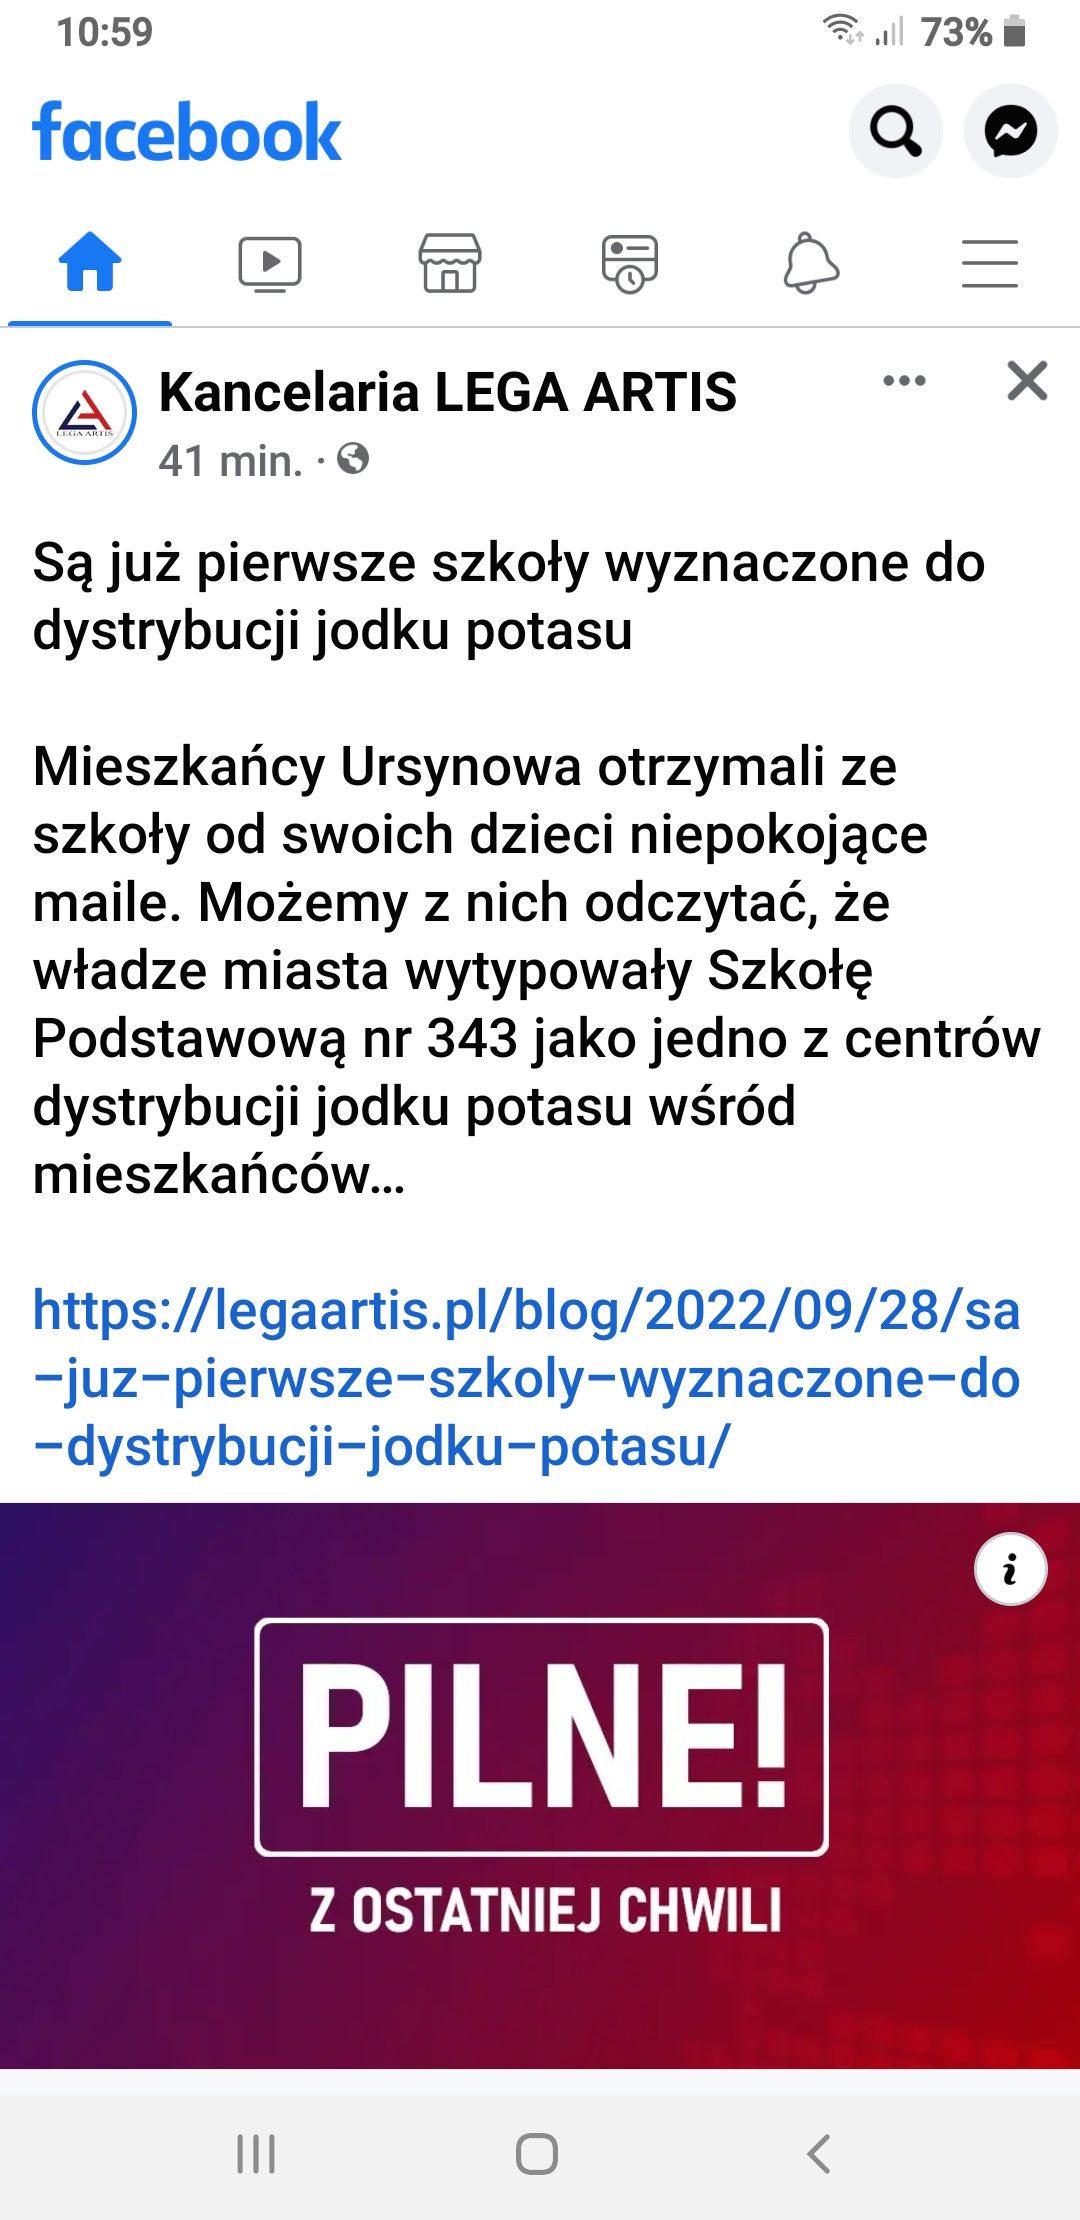 10:59
73%
facebook
LEGA ARTIS
Kancelaria LEGA ARTIS
41 min. ·
Są już pierwsze szkoły wyznaczone do
dystrybucji jodku potasu
Mieszkańcy Ursynowa otrzymali ze
szkoły od swoich dzieci niepokojące
maile. Możemy z nich odczytać, że
władze miasta wytypowały Szkołę
Podstawową nr 343 jako jedno z centrów
dystrybucji jodku potasu wśród
mieszkańców...
https://legaartis.pl/blog/2022/09/28/sa
-juz-pierwsze-szkoly-wyznaczone-do
-dystrybucji-jodku-potasu/
i
PILNE!
Z OSTATNIEJ CHWILI